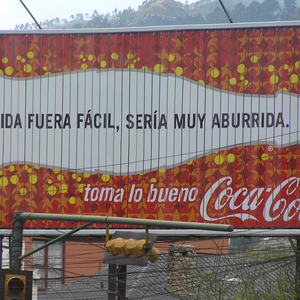 IDA FUERA FÁCIL, SERÍA MUY ABURRIDA.
toma lo bueno Coca-Co